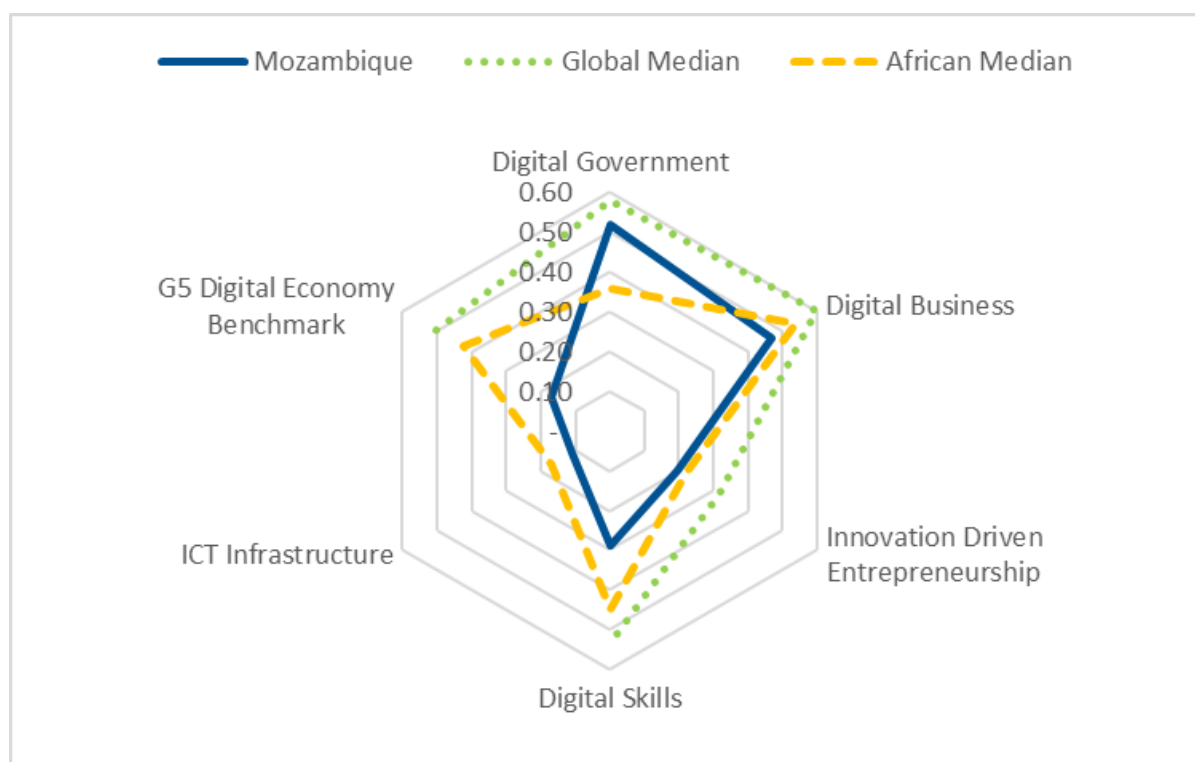 Mozambique Global Median African Median
Digital Government
0.60
0.50
0.40
0.30
0.20
0.10
-
G5 Digital Economy
Benchmark
Digital Business
ICT Infrastructure
Innovation Driven
Entrepreneurship
Digital Skills